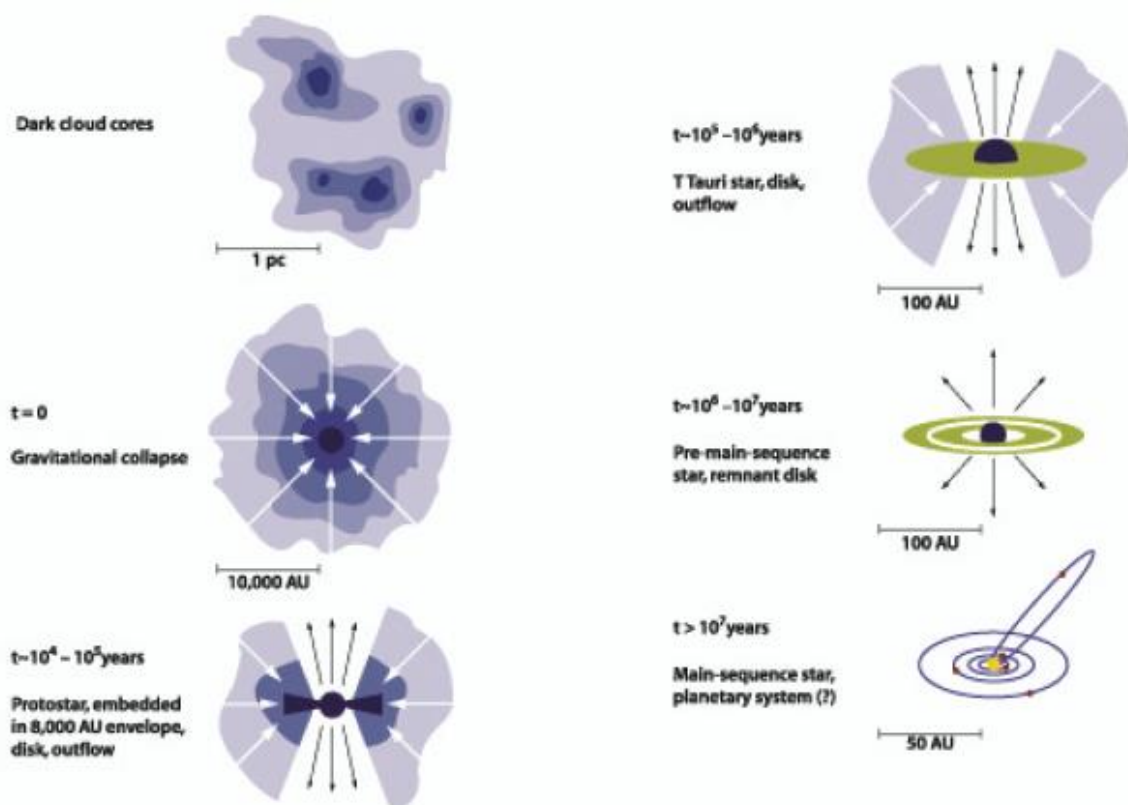 Dark cloud cores
1 pc
t = 0
Gravitational collapse
10,000 AU
t~10⁴ – 10⁵years
Protostar, embedded
in 8,000 AU envelope,
disk, outflow
t~10⁵ –10⁶years
T Tauri star, disk,
outflow
100 AU
t~10⁶ –10⁷years
Pre-main-sequence
star, remnant disk
100 AU
t > 10⁷years
Main-sequence star,
planetary system (?)
50 AU